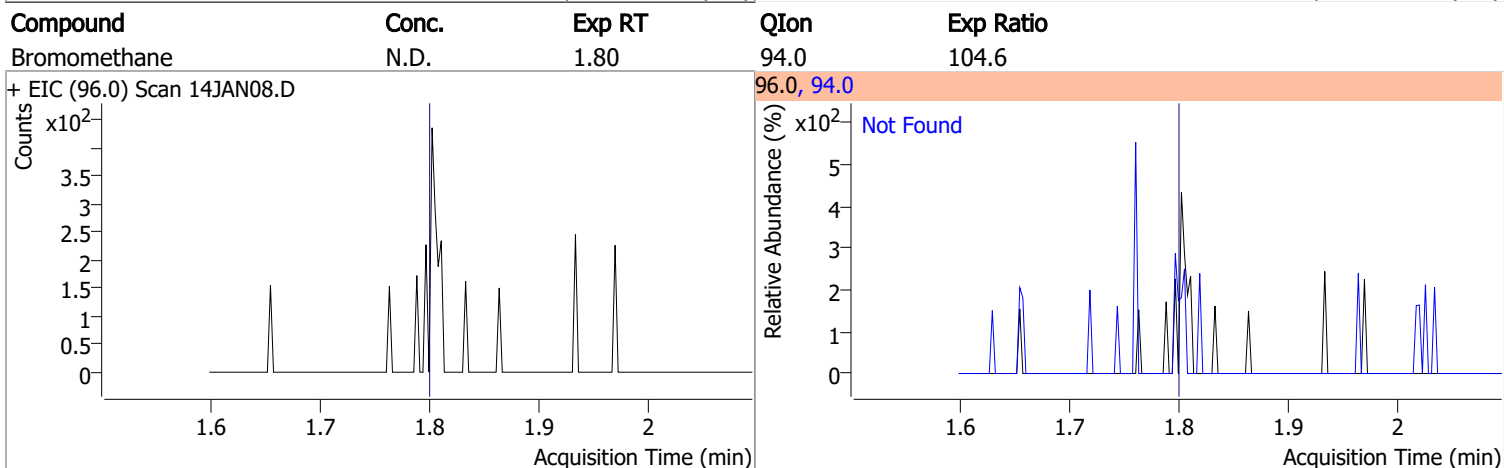 Compound Conc. Exp RT QIon Exp Ratio
Bromomethane N.D. 1.80 94.0 104.6
+ EIC (96.0) Scan 14JAN08.D
Counts
x10²
3.5
3
2.5
2
1.5
1
0.5
0
1.6 1.7 1.8 1.9 2
Acquisition Time (min)
96.0, 94.0
Relative Abundance (%)
x10²
Not Found
5
4
3
2
1
0
1.6 1.7 1.8 1.9 2
Acquisition Time (min)